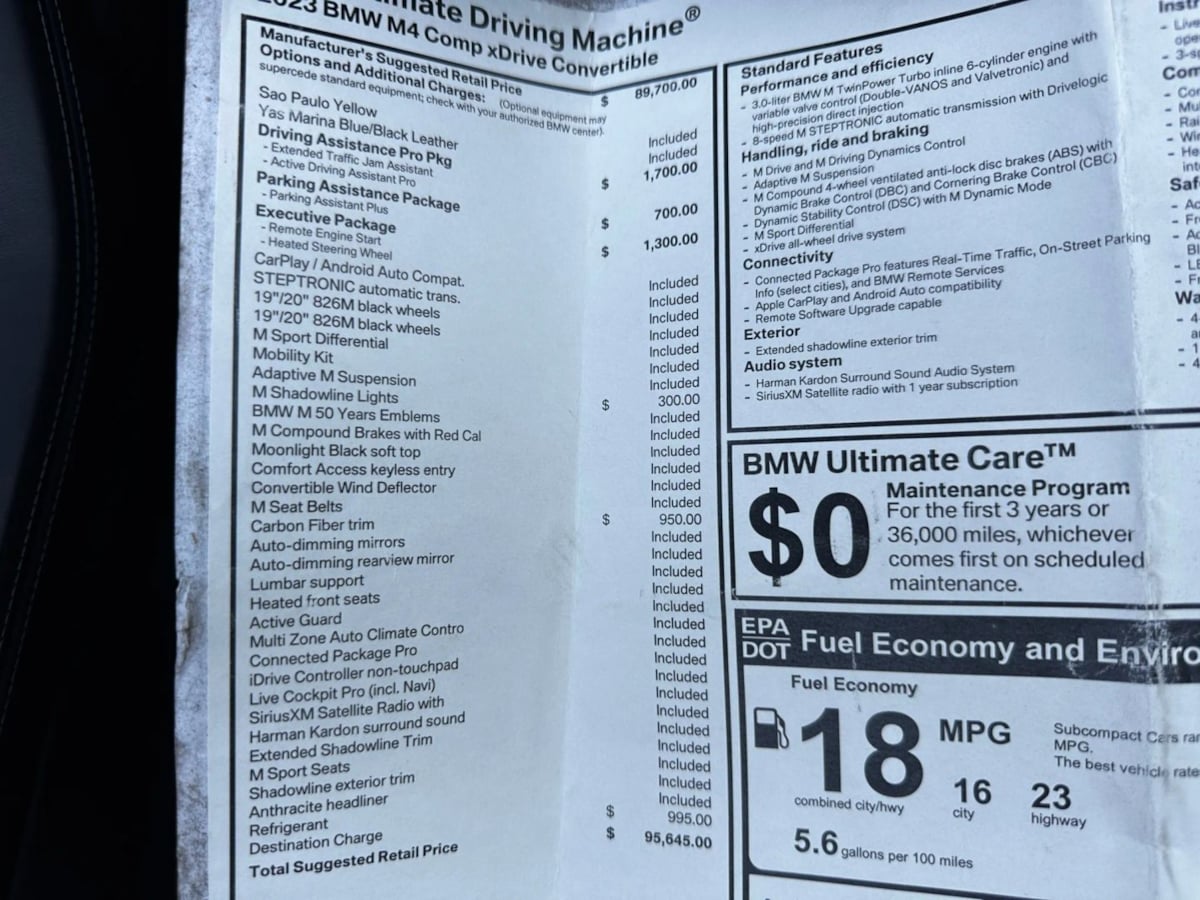 mate Driving Machine®
2023 BMW M4 Comp xDrive Convertible
Manufacturer's Suggested Retail Price $ 89,700.00
Options and Additional Charges: (Optional equipment may
supercede standard equipment; check with your authorized BMW center).
Sao Paulo Yellow Included
Yas Marina Blue/Black Leather Included
Driving Assistance Pro Pkg $ 1,700.00
- Extended Traffic Jam Assistant
- Active Driving Assistant Pro
Parking Assistance Package $ 700.00
- Parking Assistant Plus
Executive Package $ 1,300.00
- Remote Engine Start
- Heated Steering Wheel
CarPlay / Android Auto Compat. Included
STEPTRONIC automatic trans. Included
19"/20" 826M black wheels Included
19"/20" 826M black wheels Included
M Sport Differential Included
Mobility Kit Included
Adaptive M Suspension Included
M Shadowline Lights $ 300.00
BMW M 50 Years Emblems Included
M Compound Brakes with Red Cal Included
Moonlight Black soft top Included
Comfort Access keyless entry Included
Convertible Wind Deflector Included
M Seat Belts Included
Carbon Fiber trim $ 950.00
Auto-dimming mirrors Included
Auto-dimming rearview mirror Included
Lumbar support Included
Heated front seats Included
Active Guard Included
Multi Zone Auto Climate Contro Included
Connected Package Pro Included
iDrive Controller non-touchpad Included
Live Cockpit Pro (incl. Navi) Included
SiriusXM Satellite Radio with Included
Harman Kardon surround sound Included
Extended Shadowline Trim Included
M Sport Seats Included
Shadowline exterior trim Included
Anthracite headliner Included
Refrigerant Included
Destination Charge $ 995.00
Total Suggested Retail Price $ 95,645.00
Standard Features
Performance and efficiency
- 3.0-liter BMW M TwinPower Turbo inline 6-cylinder engine with
variable valve control (Double-VANOS and Valvetronic) and
high-precision direct injection
- 8-speed M STEPTRONIC automatic transmission with Drivelogic
Handling, ride and braking
- M Drive and M Driving Dynamics Control
- Adaptive M Suspension
- M Compound 4-wheel ventilated anti-lock disc brakes (ABS) with
Dynamic Brake Control (DBC) and Cornering Brake Control (CBC)
- Dynamic Stability Control (DSC) with M Dynamic Mode
- M Sport Differential
- xDrive all-wheel drive system
Connectivity
- Connected Package Pro features Real-Time Traffic, On-Street Parking
Info (select cities), and BMW Remote Services
- Apple CarPlay and Android Auto compatibility
- Remote Software Upgrade capable
Exterior
- Extended shadowline exterior trim
Audio system
- Harman Kardon Surround Sound Audio System
- SiriusXM Satellite radio with 1 year subscription
BMW Ultimate Care™
$0
Maintenance Program
For the first 3 years or
36,000 miles, whichever
comes first on scheduled
maintenance.
EPA
DOT
Fuel Economy and Enviro
Fuel Economy
18 MPG
combined city/hwy
16
city
23
highway
5.6 gallons per 100 miles
Subcompact Cars ran
MPG.
The best vehicle rate